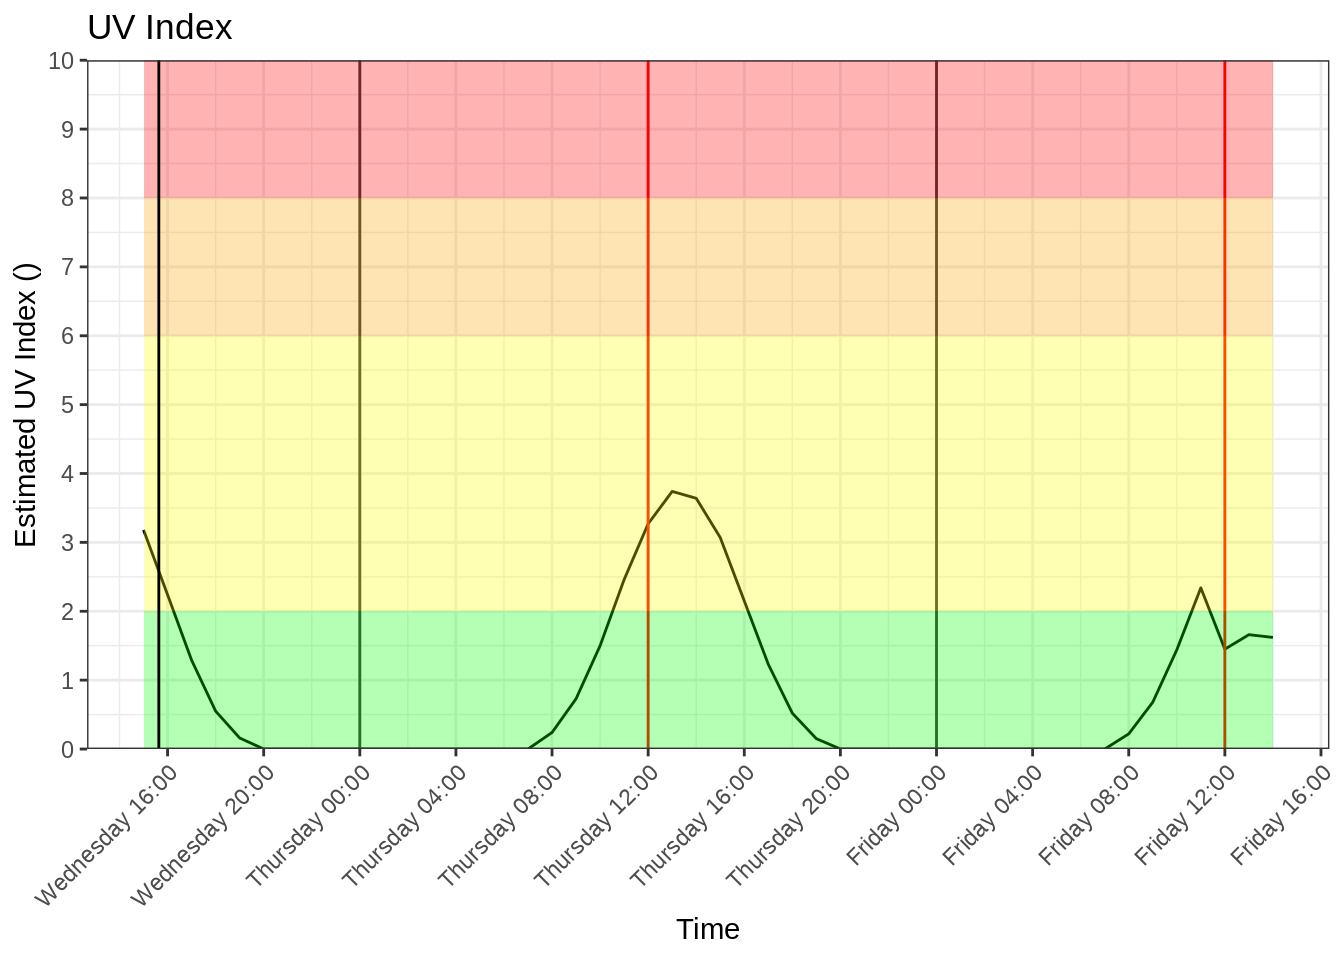 UV Index
Estimated UV Index ()
10
9
8
7
6
5
4
3
2
1
0
Wednesday 16:00
Wednesday 20:00
Thursday 00:00
Thursday 04:00
Thursday 08:00
Thursday 12:00
Thursday 16:00
Thursday 20:00
Friday 00:00
Friday 04:00
Friday 08:00
Friday 12:00
Friday 16:00
Time